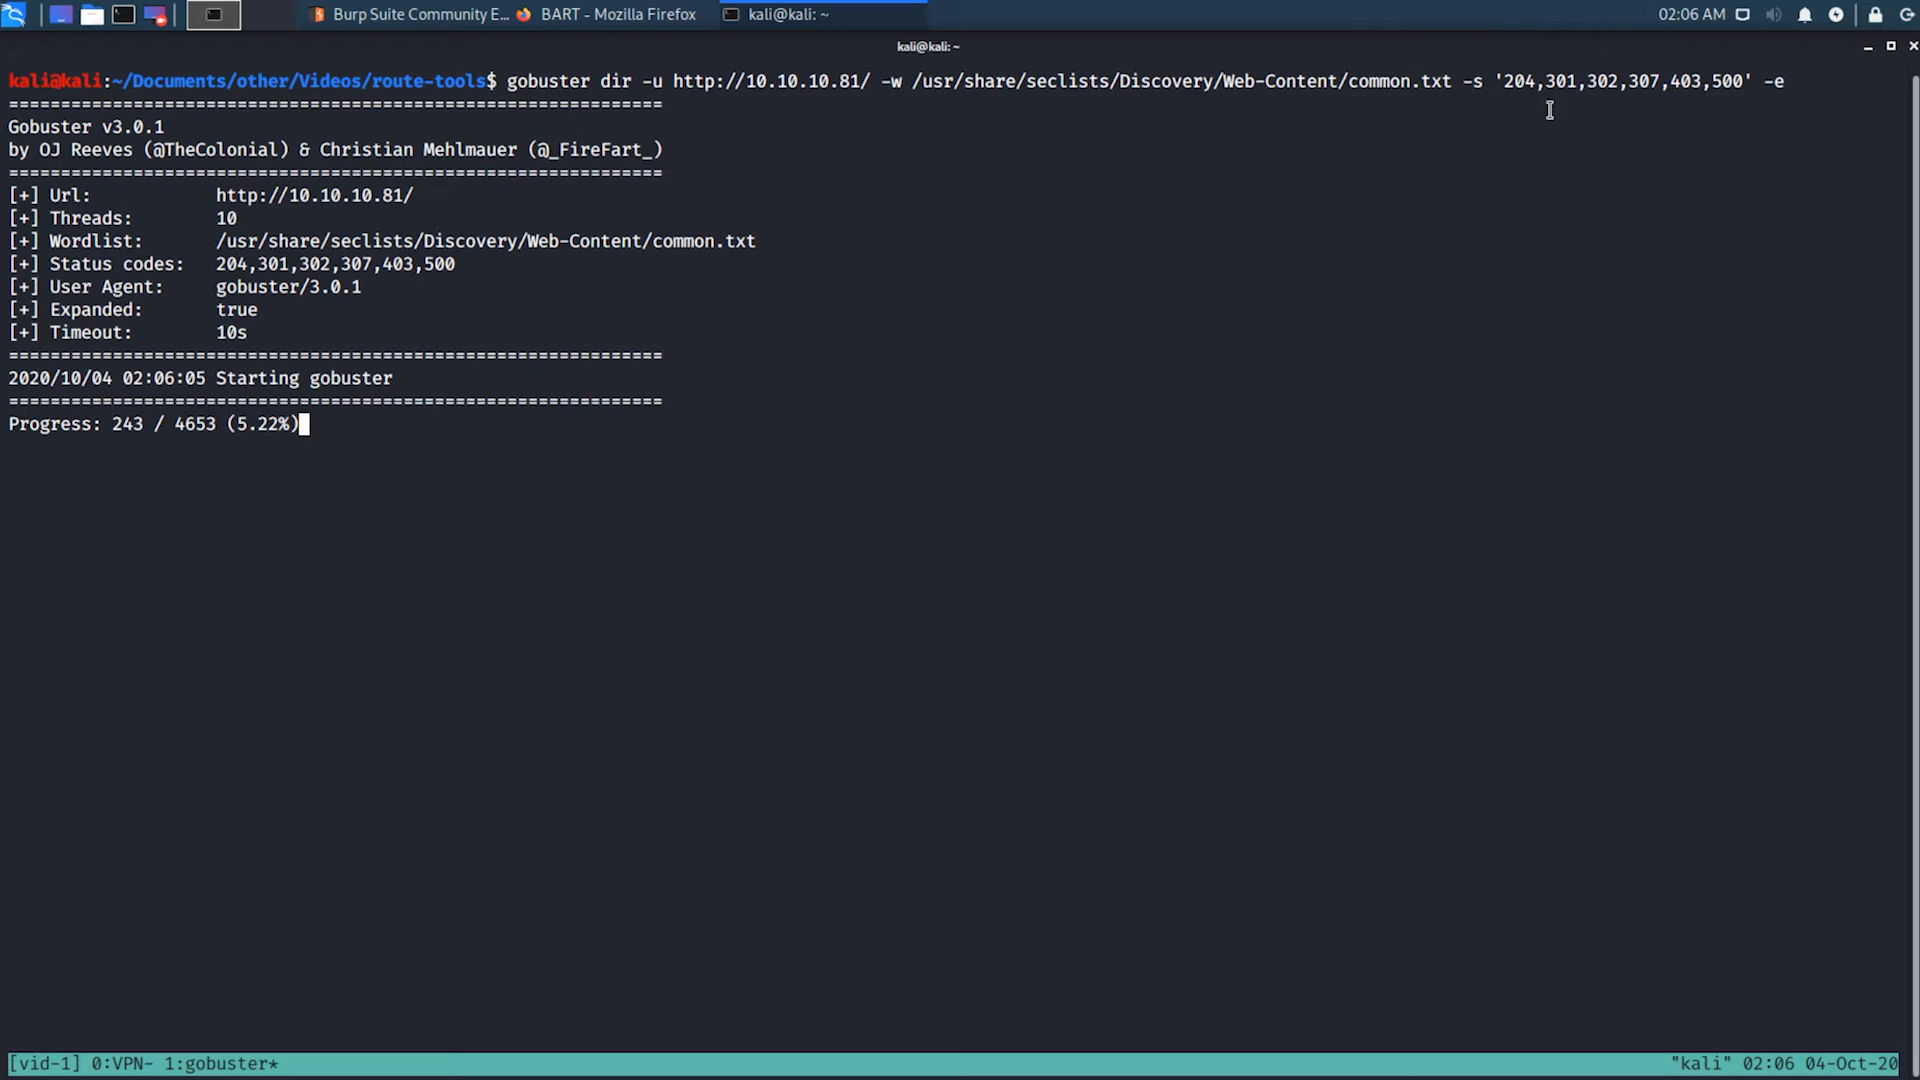 Burp Suite Community E... BART - Mozilla Firefox kali@kali: ~ 02:06 AM
kali@kali: ~
kali@kali:~/Documents/other/Videos/route-tools$ gobuster dir -u http://10.10.10.81/ -w /usr/share/seclists/Discovery/Web-Content/common.txt -s '204,301,302,307,403,500' -e
===============================================================
Gobuster v3.0.1
by OJ Reeves (@TheColonial) & Christian Mehlmauer (@_FireFart_)
===============================================================
[+] Url: http://10.10.10.81/
[+] Threads: 10
[+] Wordlist: /usr/share/seclists/Discovery/Web-Content/common.txt
[+] Status codes: 204,301,302,307,403,500
[+] User Agent: gobuster/3.0.1
[+] Expanded: true
[+] Timeout: 10s
===============================================================
2020/10/04 02:06:05 Starting gobuster
===============================================================
Progress: 243 / 4653 (5.22%)
[vid-1] 0:VPN- 1:gobuster* "kali" 02:06 04-Oct-20